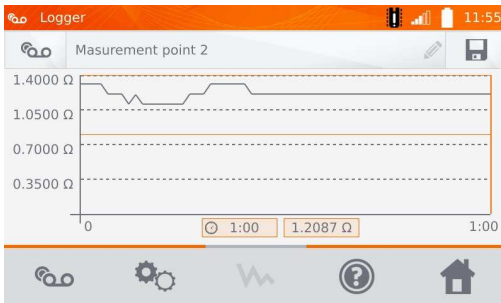 Logger
11:55
Masurement point 2
1.4000 Ω
1.0500 Ω
0.7000 Ω
0.3500 Ω
0
1:00
1.2087 Ω
1:00
?